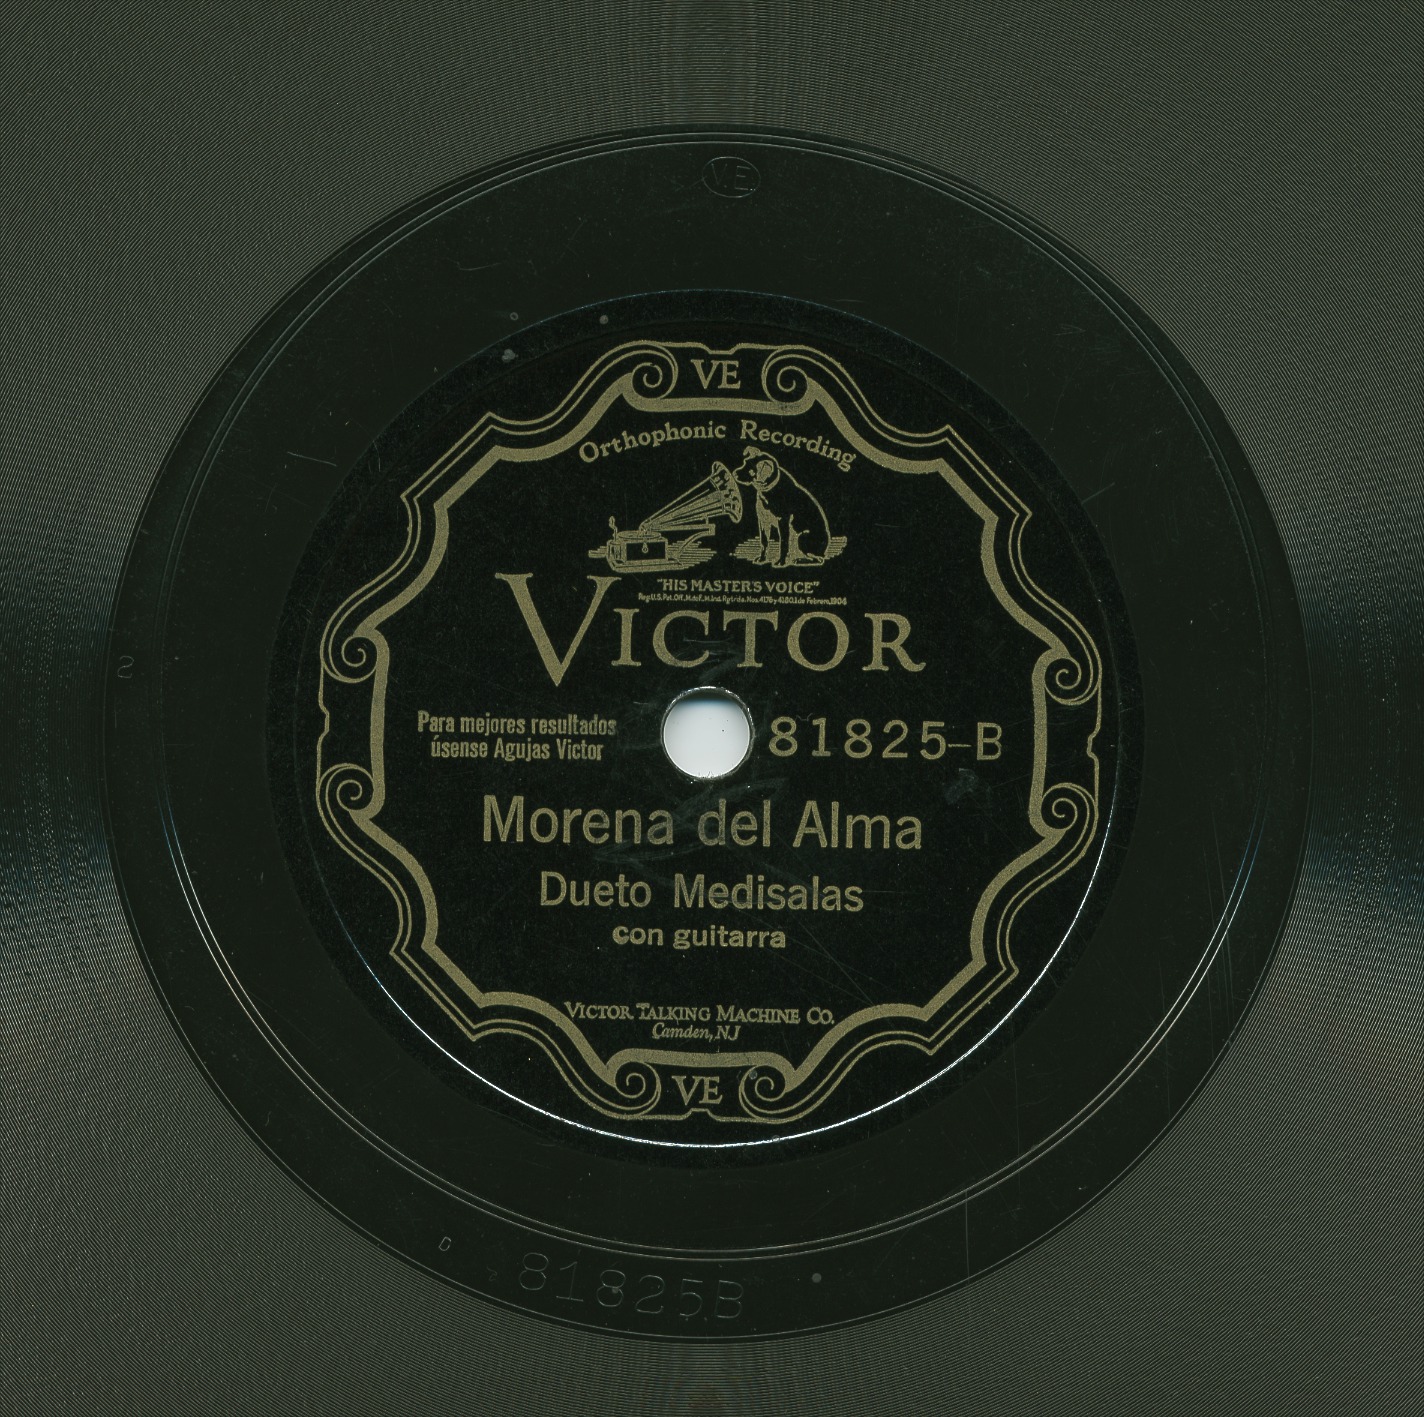 V.E.
VE
Orthophonic Recording
"HIS MASTER'S VOICE"
VICTOR
Para mejores resultados
úsense Agujas Victor
81825-B
Morena del Alma
Dueto Medisalas
con guitarra
VICTOR TALKING MACHINE CO.
Camden, NJ
VE
2
D
81825B